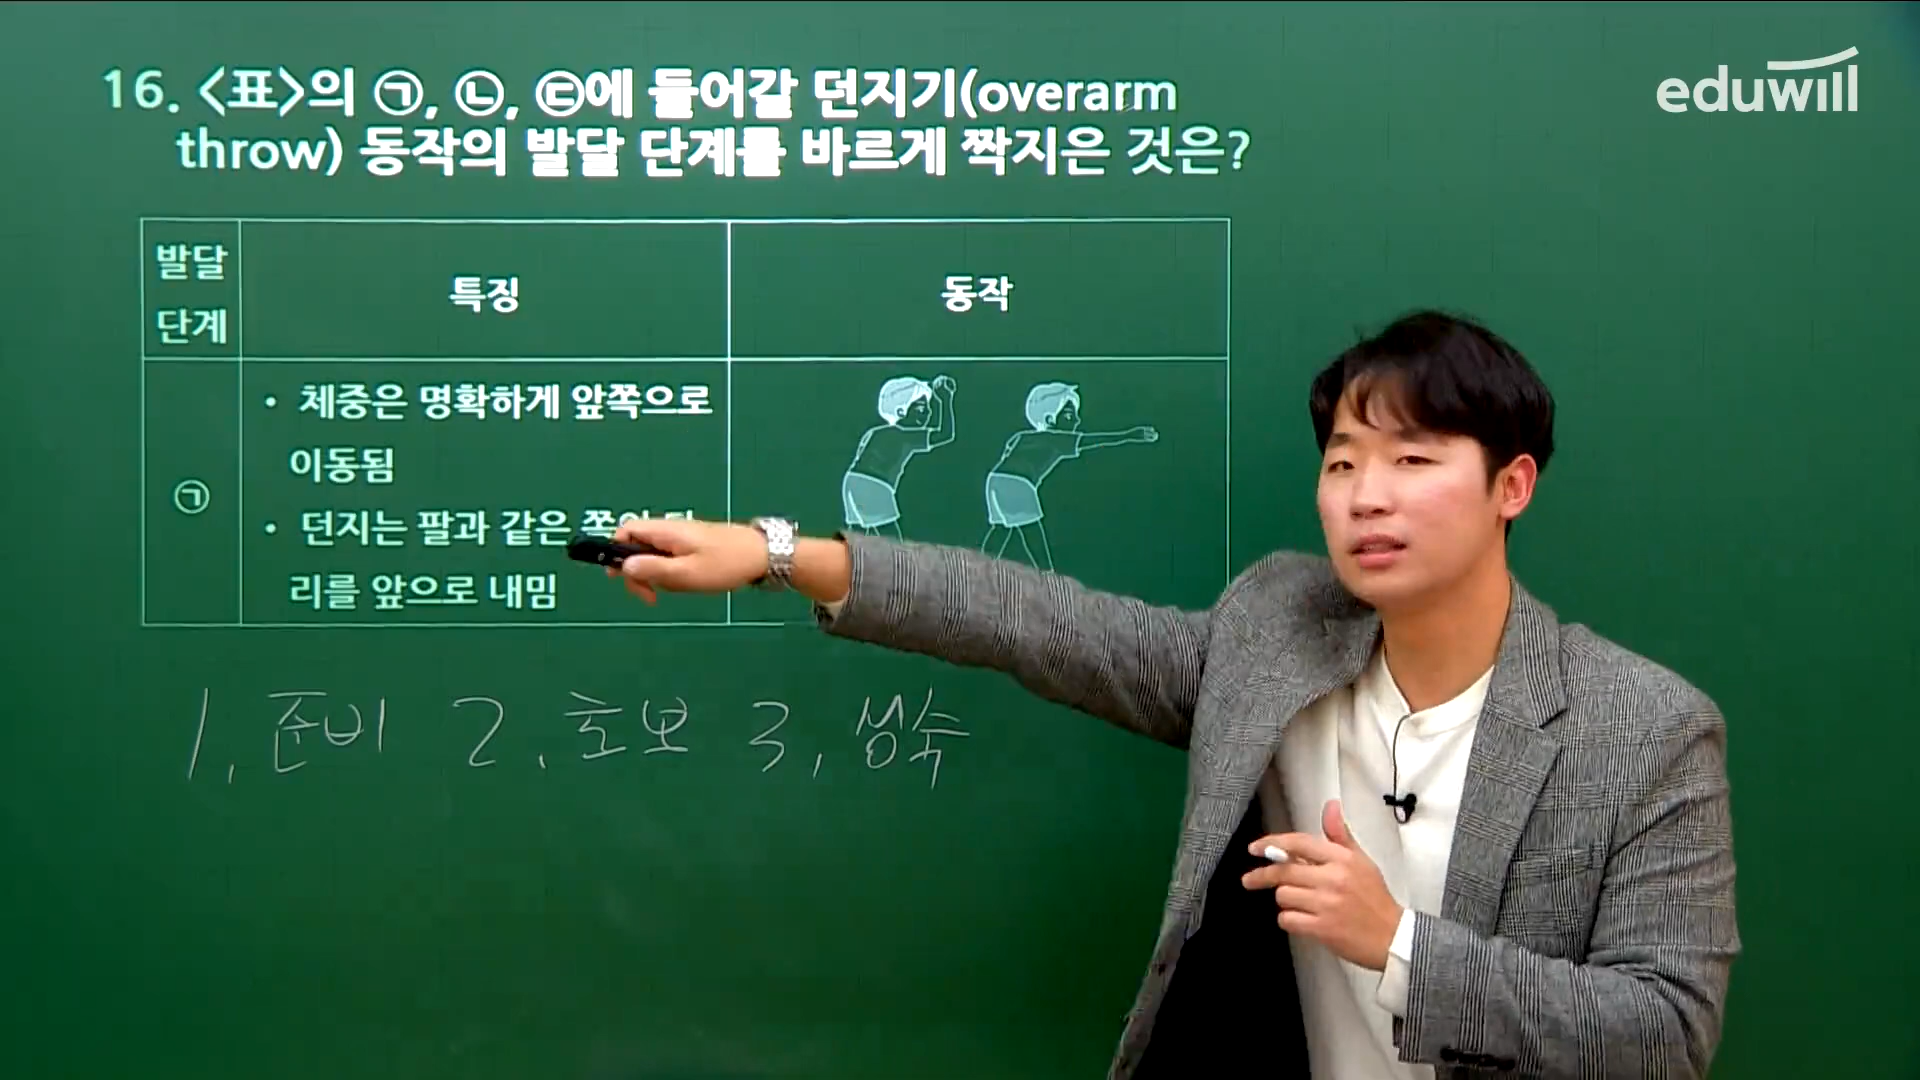 eduwill
16. <표>의 ㉠, ㉡, ㉢에 들어갈 던지기(overarm
throw) 동작의 발달 단계를 바르게 짝지은 것은?
발달
단계
특징
동작
㉠
• 체중은 명확하게 앞쪽으로
이동됨
• 던지는 팔과 같은
리를 앞으로 내밈
1, 준비 2, 초보 3, 성숙